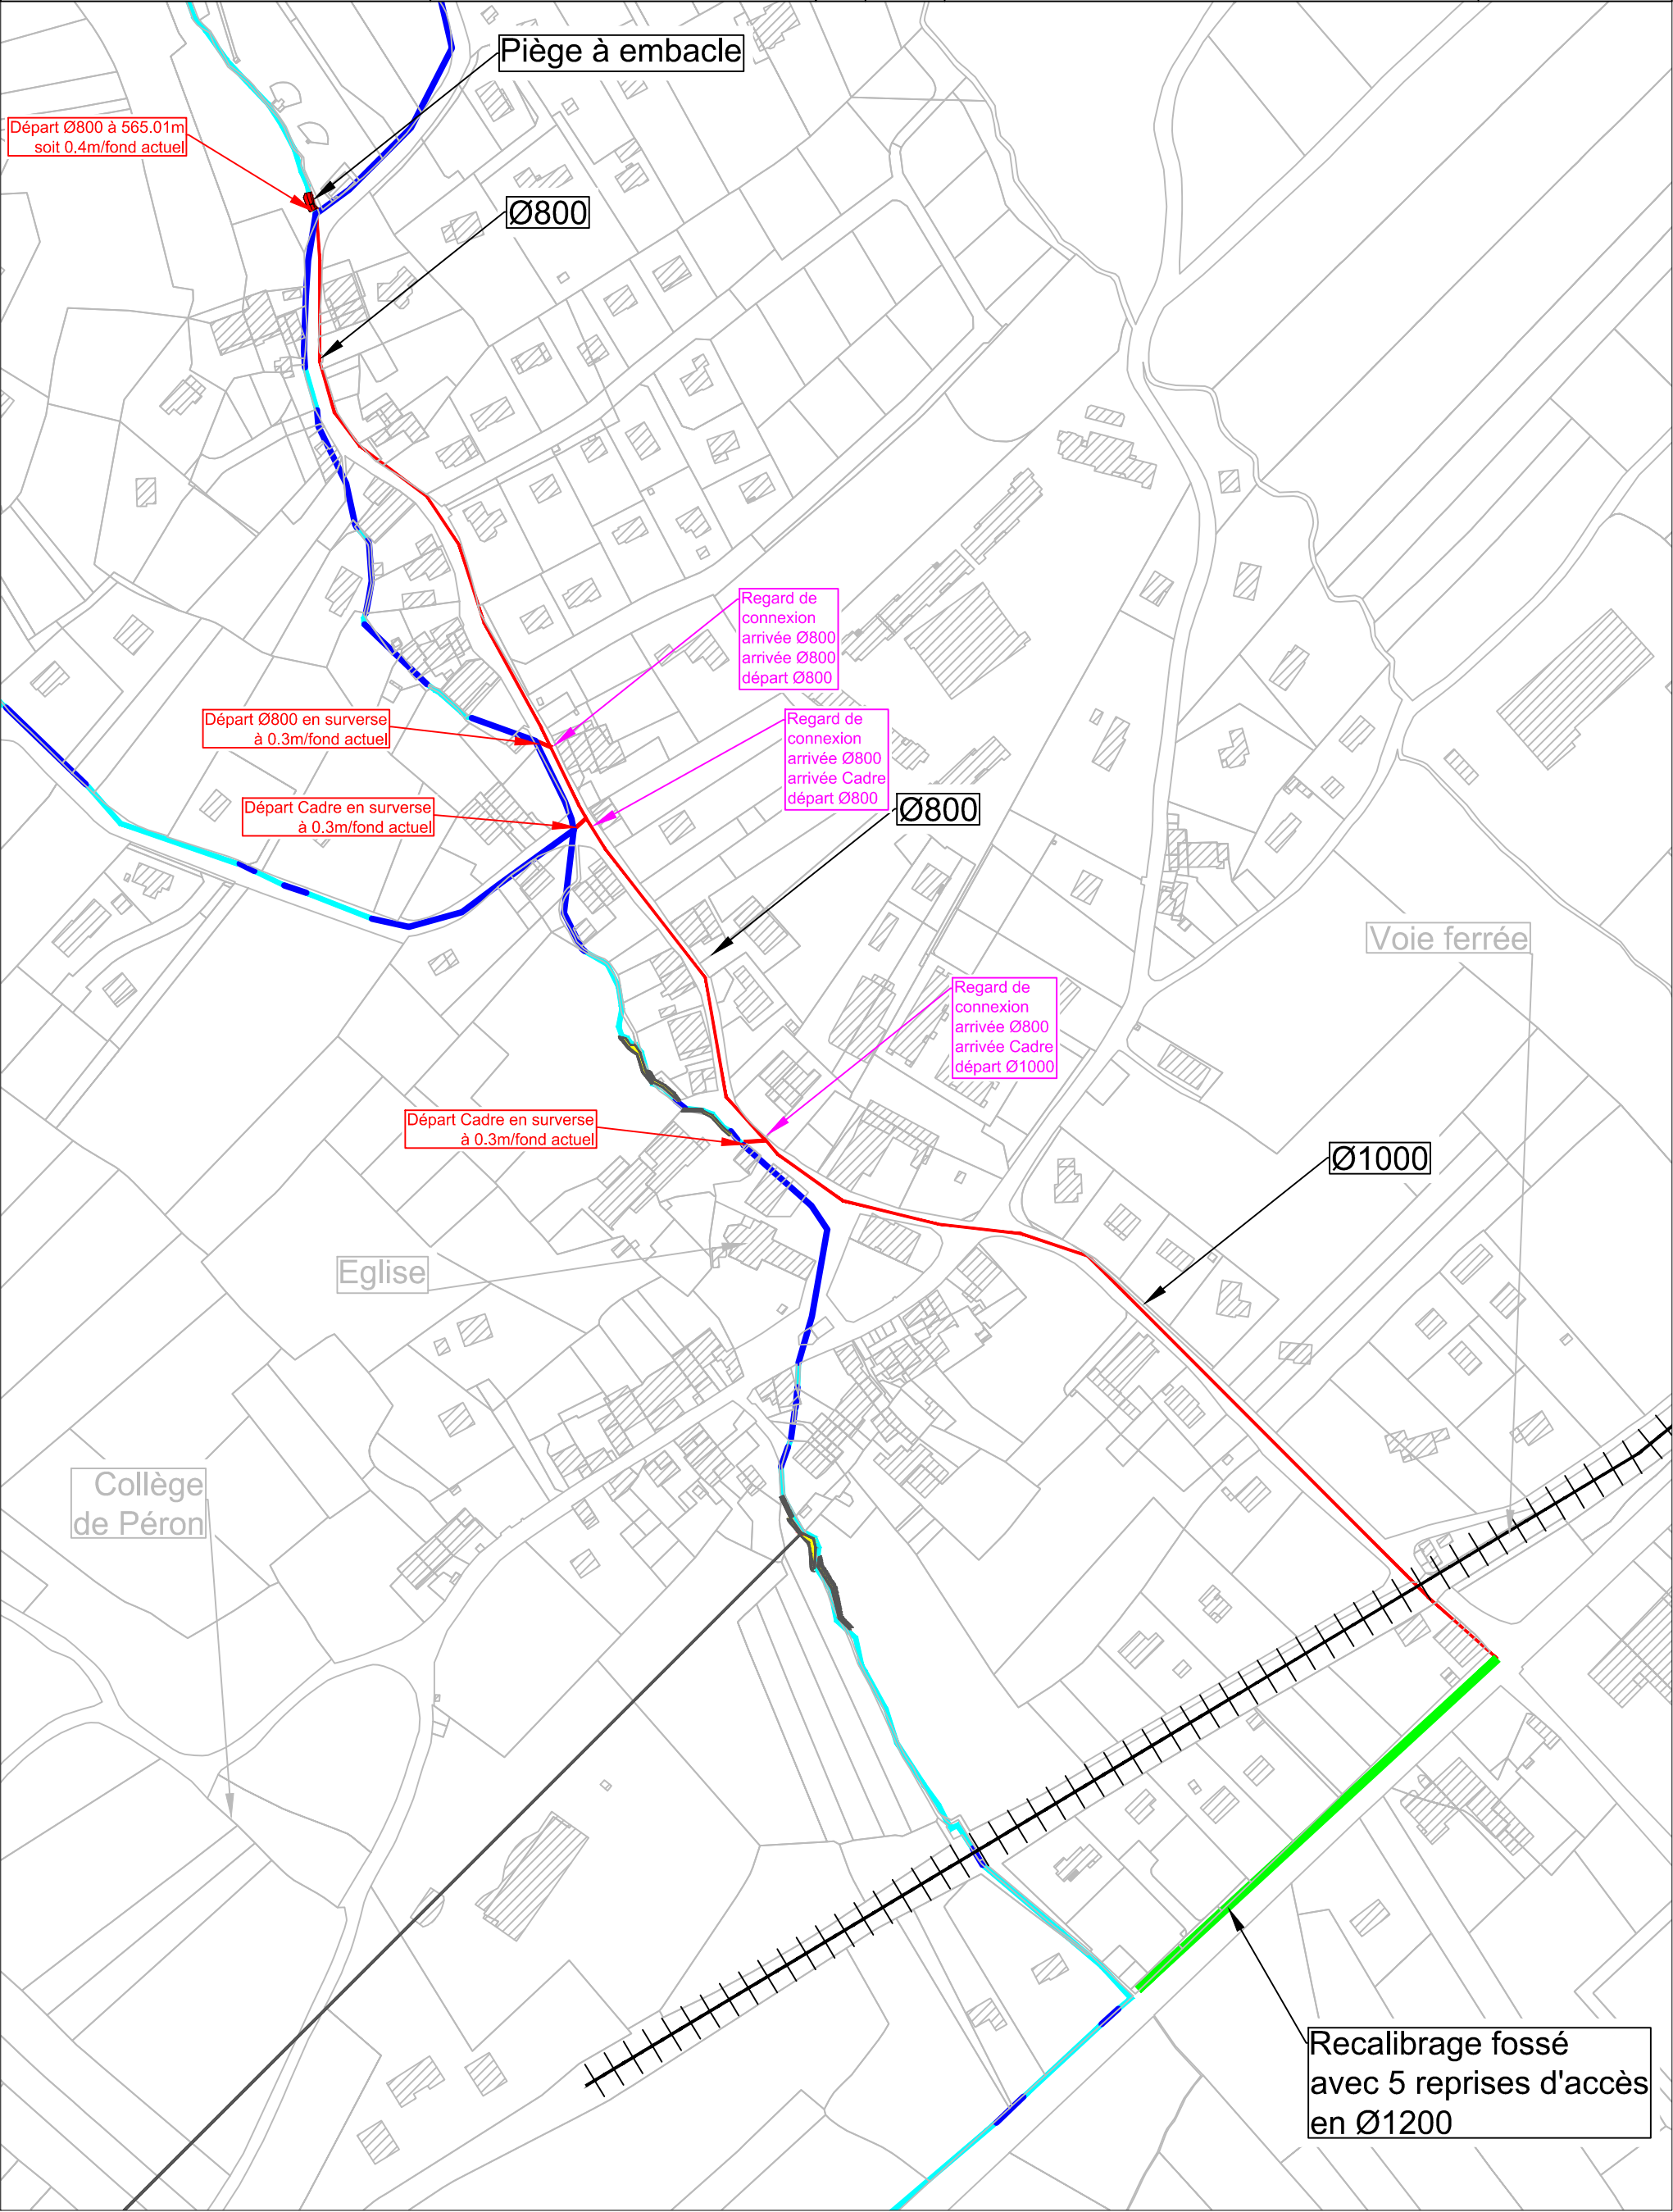 Piège à embacle
Départ Ø800 à 565.01m
soit 0,4m/fond actuel
Ø800
Regard de
connexion
arrivée Ø800
arrivée Ø800
départ Ø800
Départ Ø800 en surverse
à 0.3m/fond actuel
Regard de
connexion
arrivée Ø800
arrivée Cadre
départ Ø800
Départ Cadre en surverse
à 0.3m/fond actuel
Ø800
Voie ferrée
Regard de
connexion
arrivée Ø800
arrivée Cadre
départ Ø1000
Départ Cadre en surverse
à 0.3m/fond actuel
Ø1000
Eglise
Collège
de Péron
Recalibrage fossé
avec 5 reprises d'accès
en Ø1200